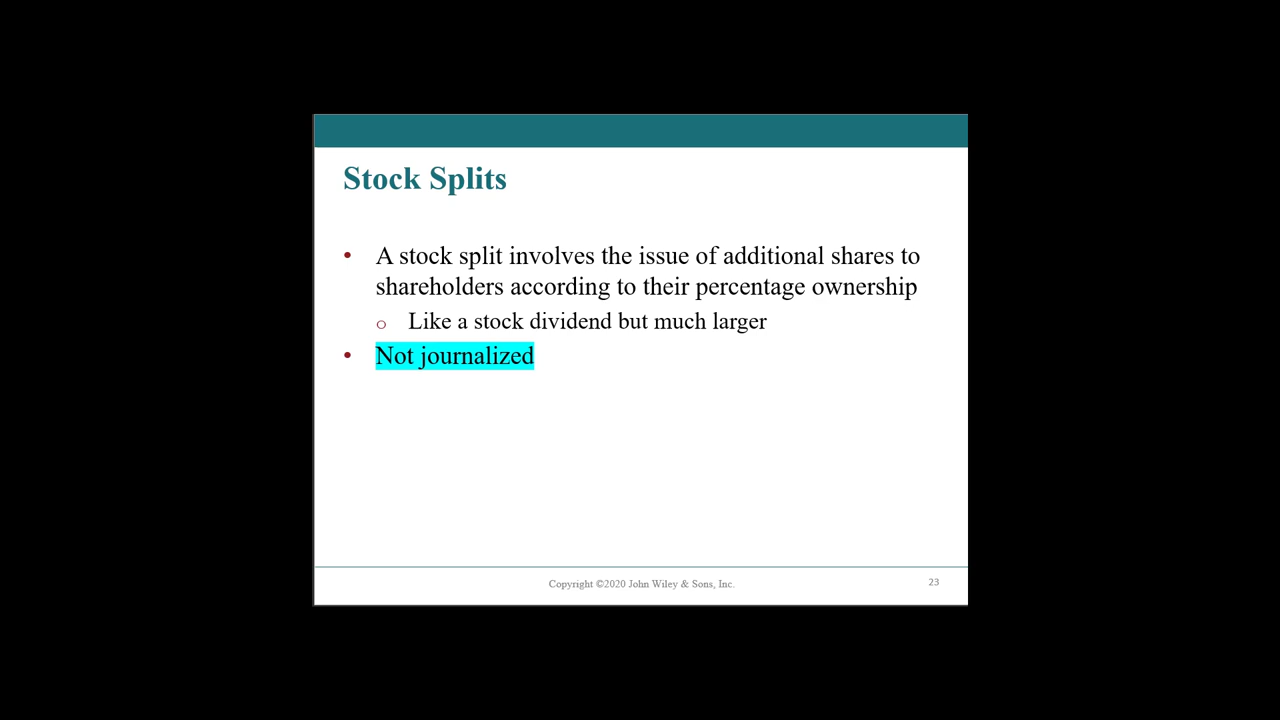 Stock Splits
• A stock split involves the issue of additional shares to
shareholders according to their percentage ownership
o Like a stock dividend but much larger
• Not journalized
Copyright ©2020 John Wiley & Sons, Inc.
23